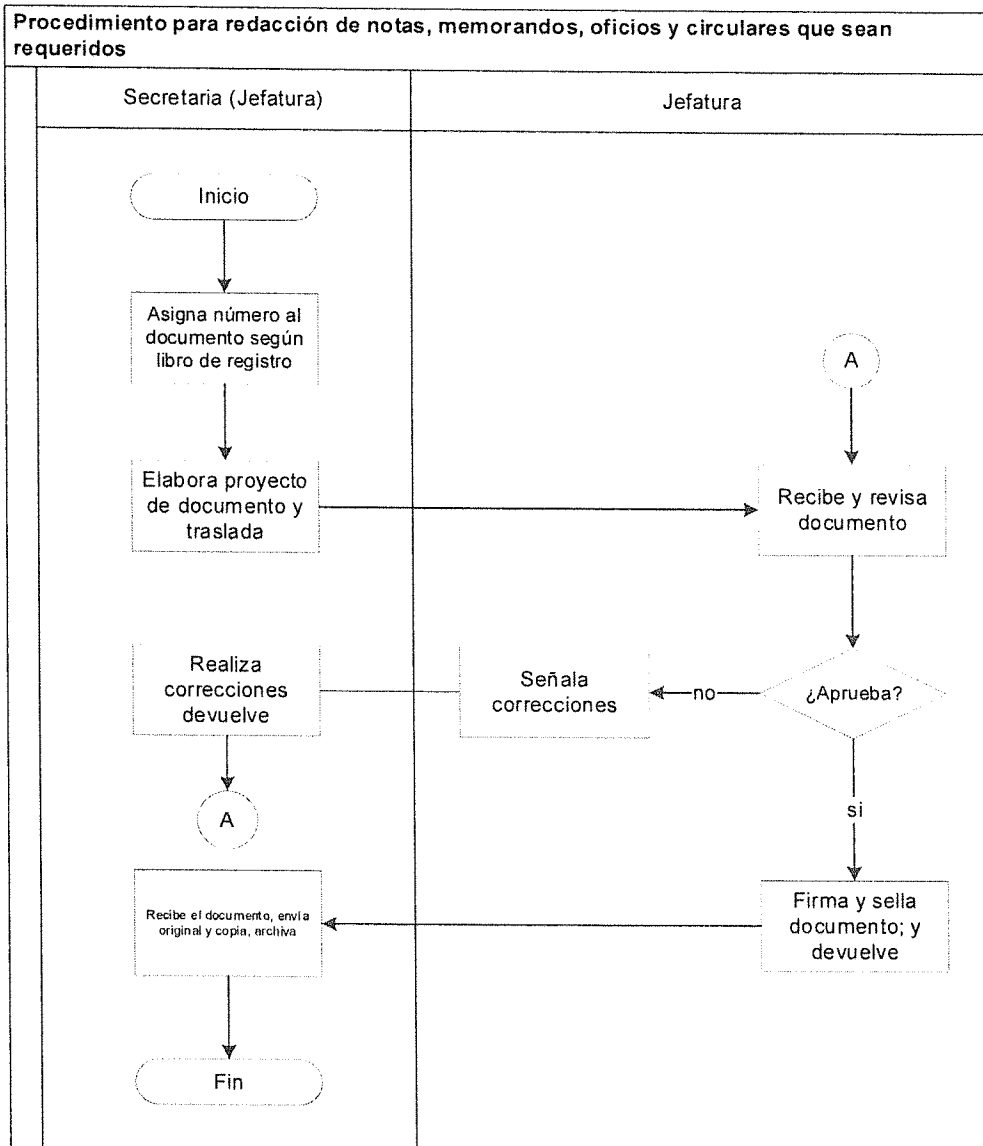 Procedimiento para redacción de notas, memorandos, oficios y circulares que sean
requeridos
Secretaria (Jefatura)
Jefatura
Inicio
Asigna número al
documento según
libro de registro
A
Elabora proyecto
de documento y
traslada
Recibe y revisa
documento
Realiza
correcciones
devuelve
Señala
correcciones
no
¿Aprueba?
A
si
Recibe el documento, envía
original y copia, archiva
Firma y sella
documento; y
devuelve
Fin